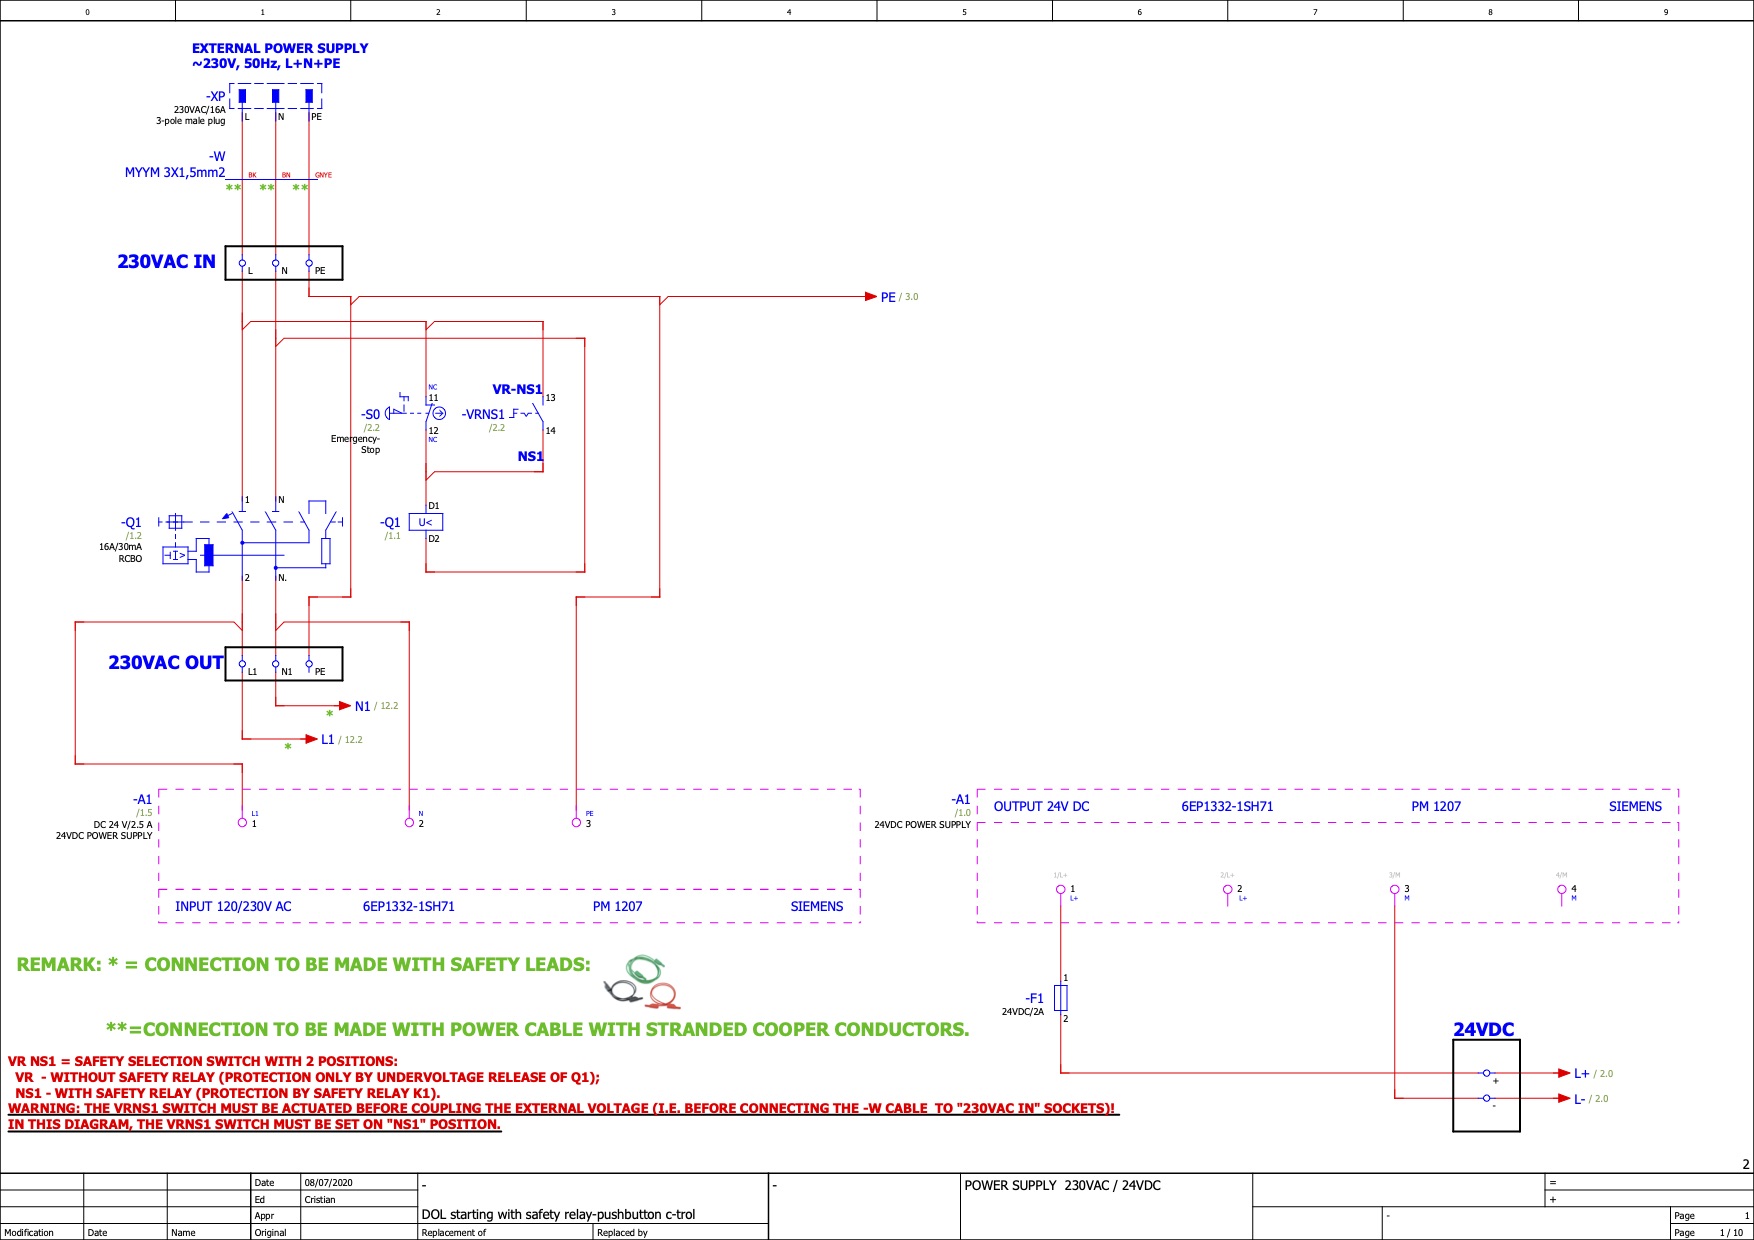 0 1 2 3 4 5 6 7 8 9
EXTERNAL POWER SUPPLY
~230V, 50Hz, L+N+PE
-XP
230VAC/16A
3-pole male plug
L N PE
-W
MYYM 3X1,5mm2
BK BN GNYE
** ** **
230VAC IN
L N PE
PE / 3.0
NC
11
-S0
/2.2
Emergency-
Stop
12
NC
VR-NS1
13
-VRNS1
/2.2
14
NS1
1 N
-Q1
/1.2
16A/30mA
RCBO
I>
2 N.
D1
-Q1 U<
/1.1
D2
230VAC OUT
L1 N1 PE
N1 / 12.2
*
L1 / 12.2
*
-A1
/1.5
DC 24 V/2.5 A
24VDC POWER SUPPLY
L1 N PE
1 2 3
INPUT 120/230V AC 6EP1332-1SH71 PM 1207 SIEMENS
-A1
/1.0
24VDC POWER SUPPLY
OUTPUT 24V DC 6EP1332-1SH71 PM 1207 SIEMENS
1/L+ 2/L+ 3/M 4/M
1 2 3 4
L+ L+ M M
1
-F1
24VDC/2A
2
24VDC
+
L+ / 2.0
-
L- / 2.0
REMARK: * = CONNECTION TO BE MADE WITH SAFETY LEADS:
**=CONNECTION TO BE MADE WITH POWER CABLE WITH STRANDED COOPER CONDUCTORS.
VR NS1 = SAFETY SELECTION SWITCH WITH 2 POSITIONS:
VR - WITHOUT SAFETY RELAY (PROTECTION ONLY BY UNDERVOLTAGE RELEASE OF Q1);
NS1 - WITH SAFETY RELAY (PROTECTION BY SAFETY RELAY K1).
WARNING: THE VRNS1 SWITCH MUST BE ACTUATED BEFORE COUPLING THE EXTERNAL VOLTAGE (I.E. BEFORE CONNECTING THE -W CABLE TO "230VAC IN" SOCKETS)!
IN THIS DIAGRAM, THE VRNS1 SWITCH MUST BE SET ON "NS1" POSITION.
2
Date 08/07/2020
Ed Cristian
Appr
Modification Date Name Original
-
DOL starting with safety relay-pushbutton c-trol
Replacement of Replaced by
-
POWER SUPPLY 230VAC / 24VDC
=
+
-
Page 1
Page 1 / 10